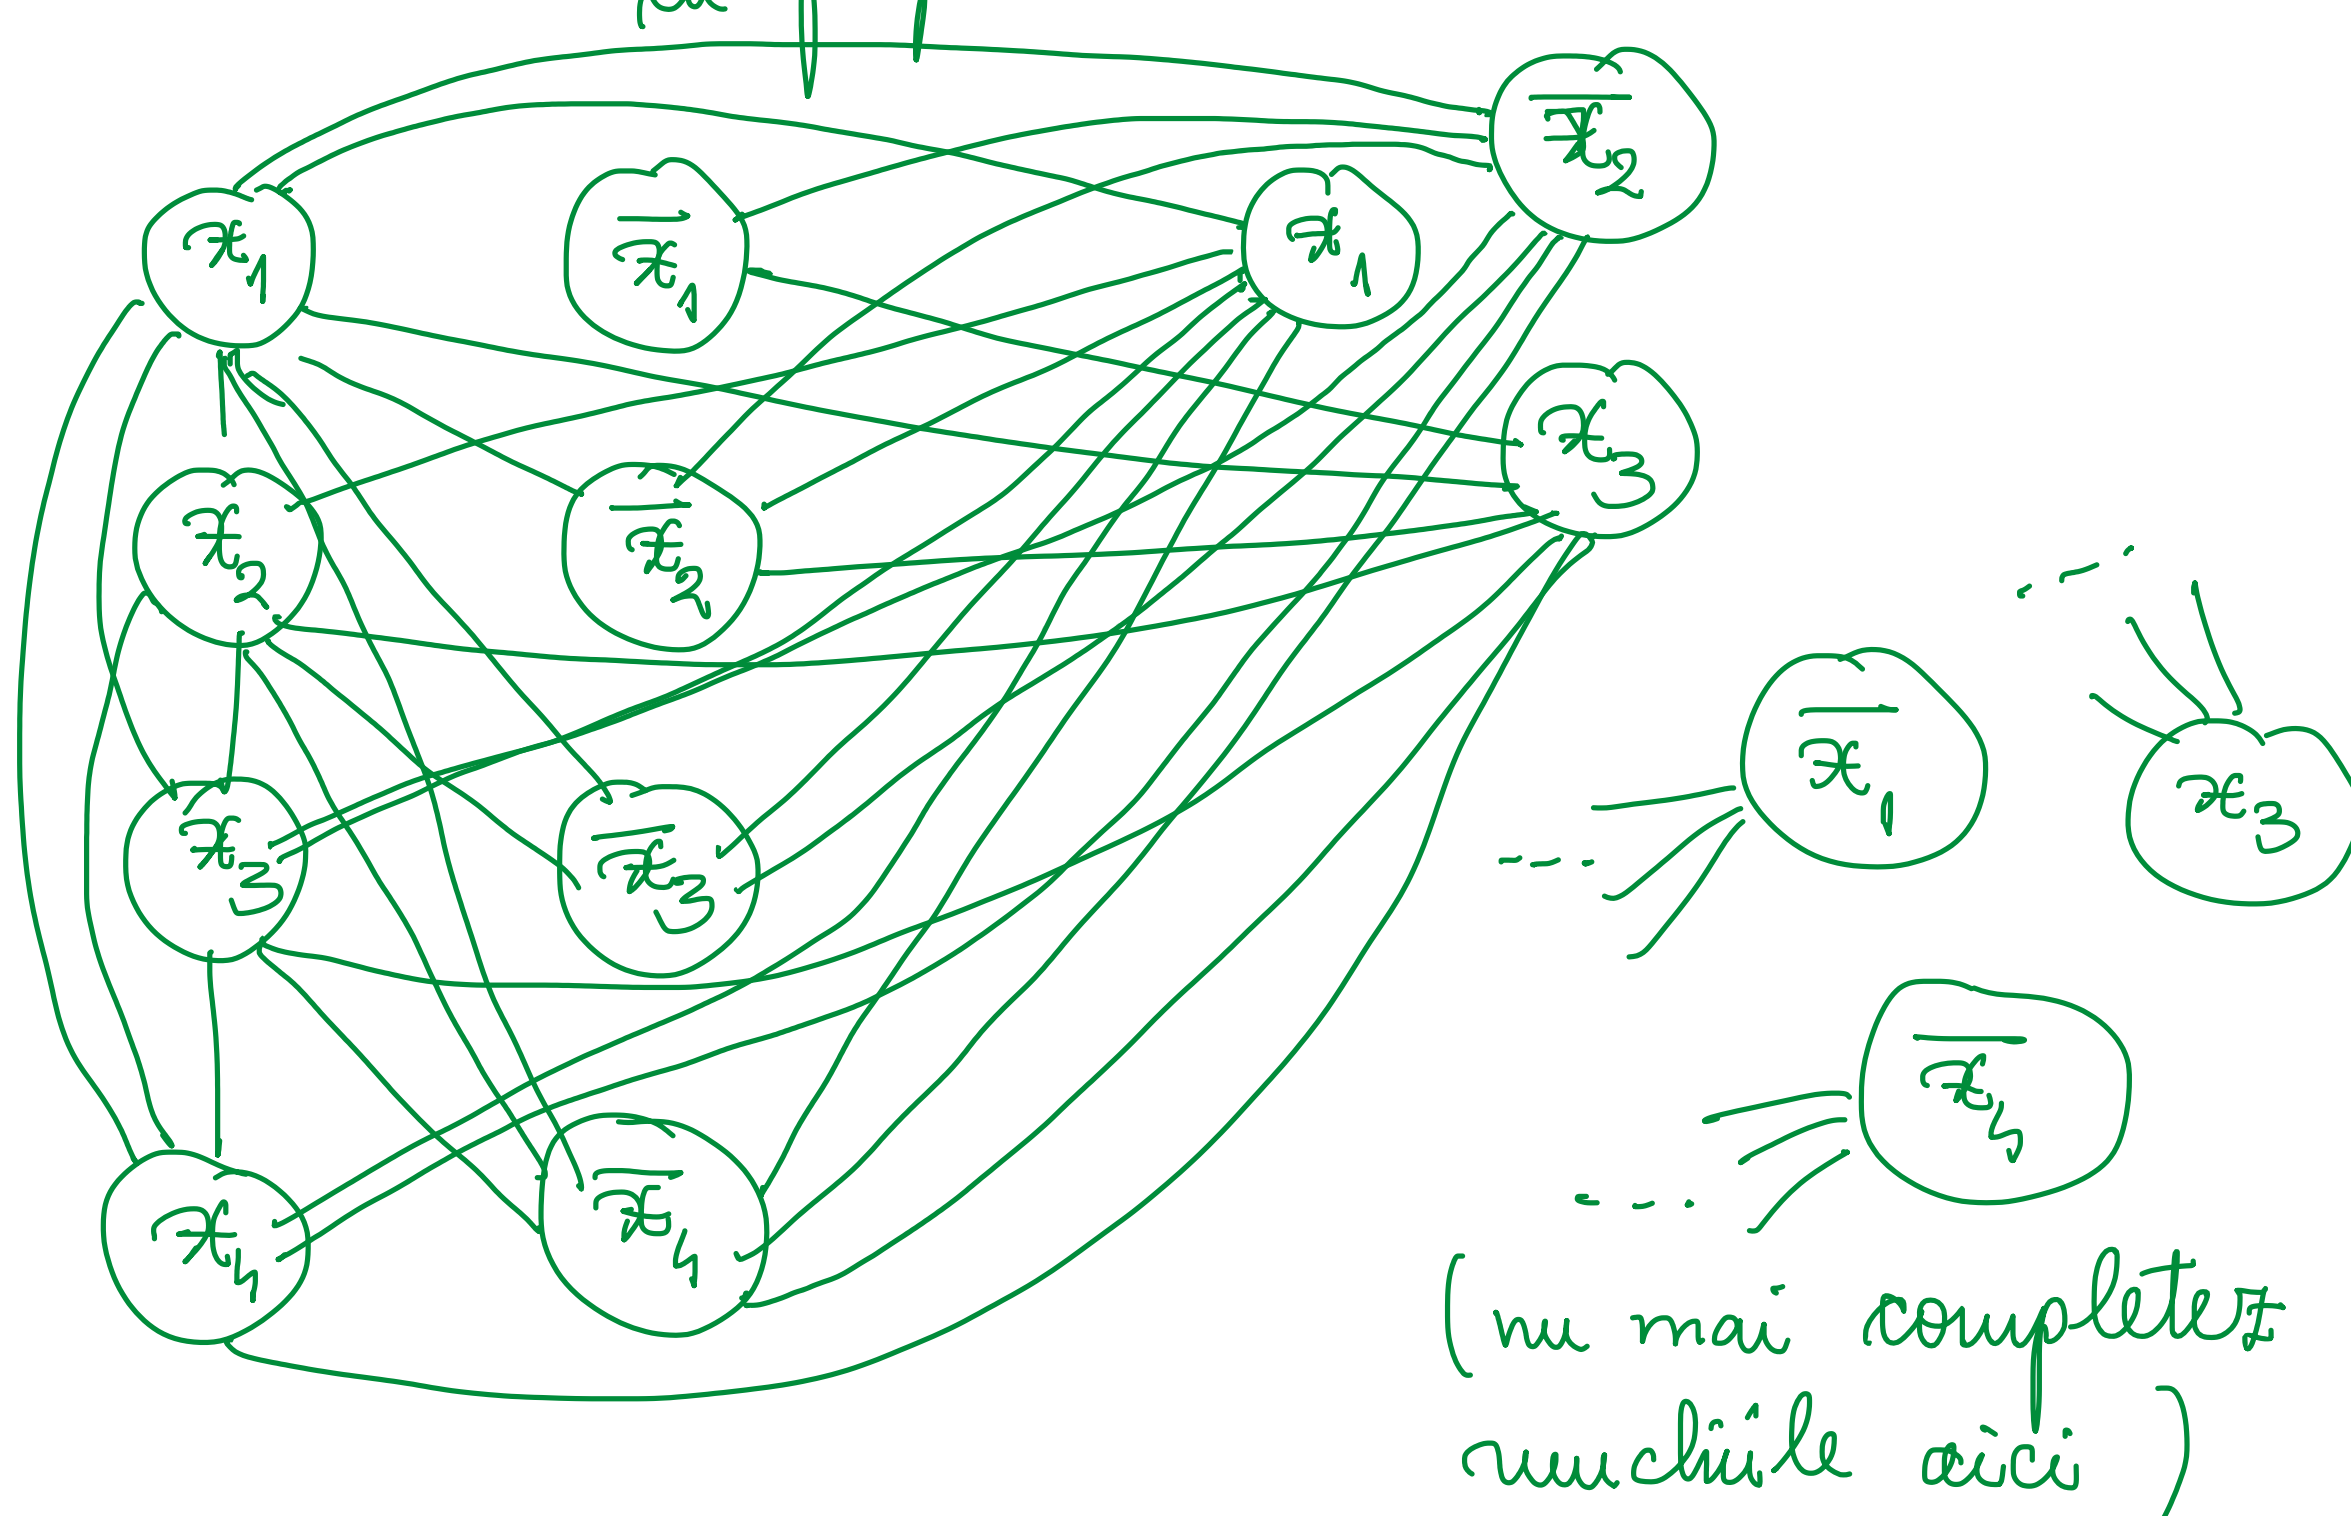 x̄₂
x₁ x̄₁ x₁
x₃
x₂ x̄₂
x̄₁
x₃
x₃ x̄₃
x̄₄
x₄ x̄₄
(nu mai completez
muchiile aici)